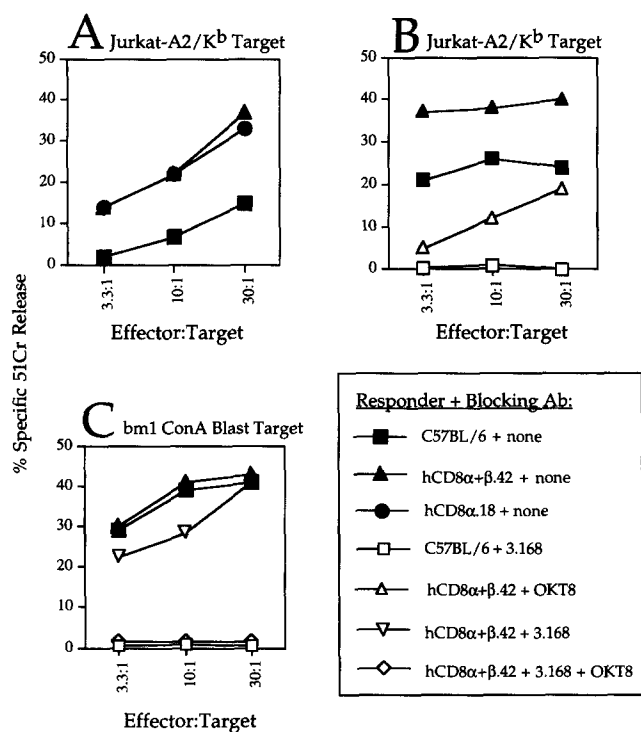 A Jurkat-A2/Kb Target
50
40
30
20
10
0
3.3:1
10:1
30:1
Effector:Target
B Jurkat-A2/Kb Target
50
40
30
20
10
0
3.3:1
10:1
30:1
Effector:Target
% Specific 51Cr Release
C bm1 ConA Blast Target
50
40
30
20
10
0
3.3:1
10:1
30:1
Effector:Target
Responder + Blocking Ab:
C57BL/6 + none
hCD8α+β.42 + none
hCD8α.18 + none
C57BL/6 + 3.168
hCD8α+β.42 + OKT8
hCD8α+β.42 + 3.168
hCD8α+β.42 + 3.168 + OKT8